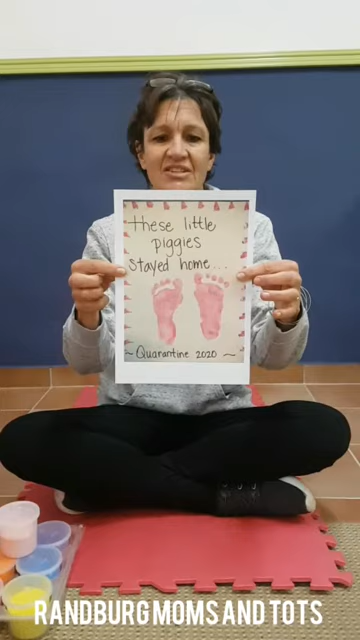 these little
piggies
stayed home...
~ Quarantine 2020 ~
RANDBURG MOMS AND TOTS